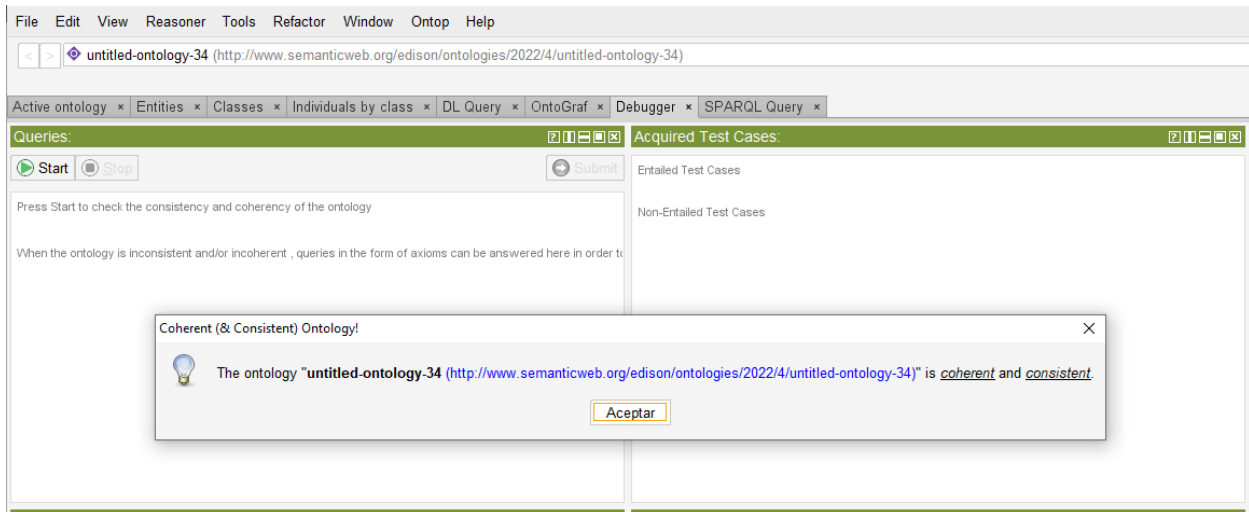 File Edit View Reasoner Tools Refactor Window Ontop Help
< > untitled-ontology-34 (http://www.semanticweb.org/edison/ontologies/2022/4/untitled-ontology-34)
Active ontology × Entities × Classes × Individuals by class × DL Query × OntoGraf × Debugger × SPARQL Query ×
Queries:
Start Stop Submit
Press Start to check the consistency and coherency of the ontology
When the ontology is inconsistent and/or incoherent , queries in the form of axioms can be answered here in order to
Acquired Test Cases:
Entailed Test Cases
Non-Entailed Test Cases
Coherent (& Consistent) Ontology!
The ontology "untitled-ontology-34 (http://www.semanticweb.org/edison/ontologies/2022/4/untitled-ontology-34)" is coherent and consistent.
Aceptar